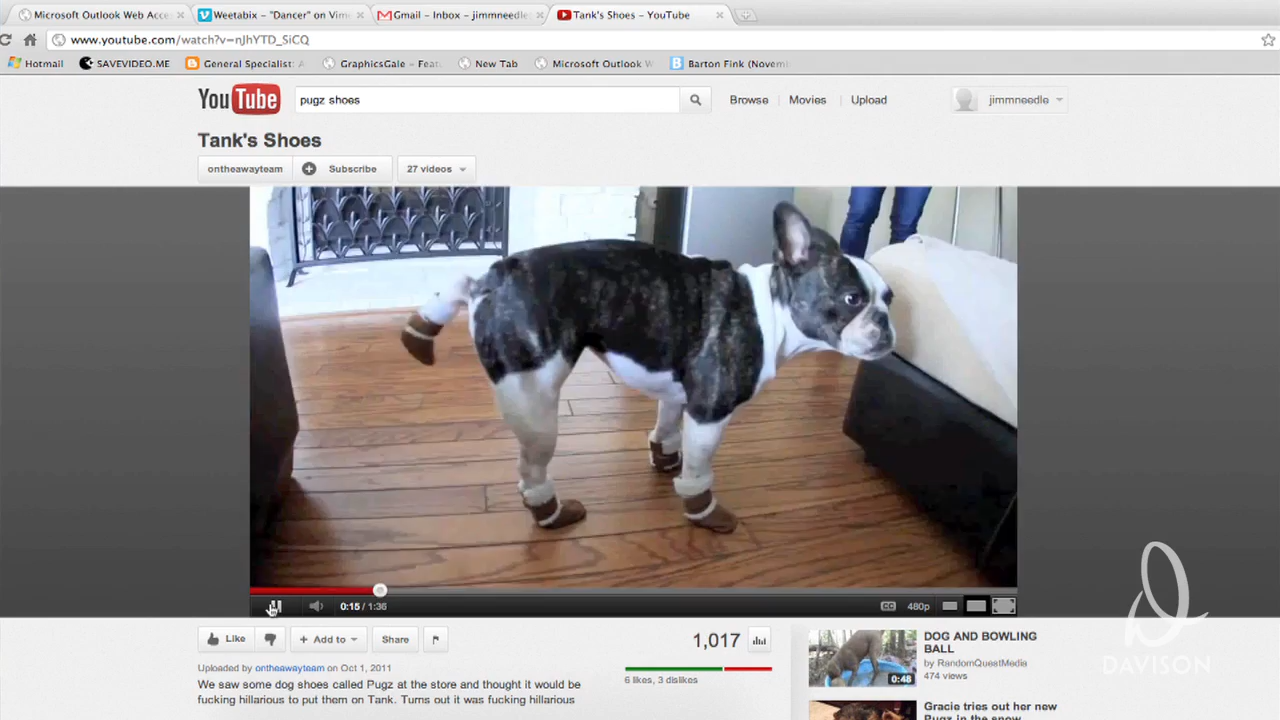 Microsoft Outlook Web Acce
Weetabix – "Dancer" on Vim
Gmail – Inbox – jimmneedle
Tank's Shoes – YouTube
www.youtube.com/watch?v=nJhYTD_SiCQ
Hotmail
SAVEVIDEO.ME
General Specialist: A
GraphicsGale – Feat
New Tab
Microsoft Outlook W
Barton Fink (Novem
YouTube
pugz shoes
Browse
Movies
Upload
jimmneedle
Tank's Shoes
ontheawayteam
Subscribe
27 videos
0:15 / 1:36
CC
480p
Like
+ Add to
Share
1,017
Uploaded by ontheawayteam on Oct 1, 2011
6 likes, 3 dislikes
We saw some dog shoes called Pugz at the store and thought it would be
fucking hillarious to put them on Tank. Turns out it was fucking hillarious
0:48
DOG AND BOWLING
BALL
by RandomQuestMedia
474 views
Gracie tries out her new
Pugz in the snow
DAVISON